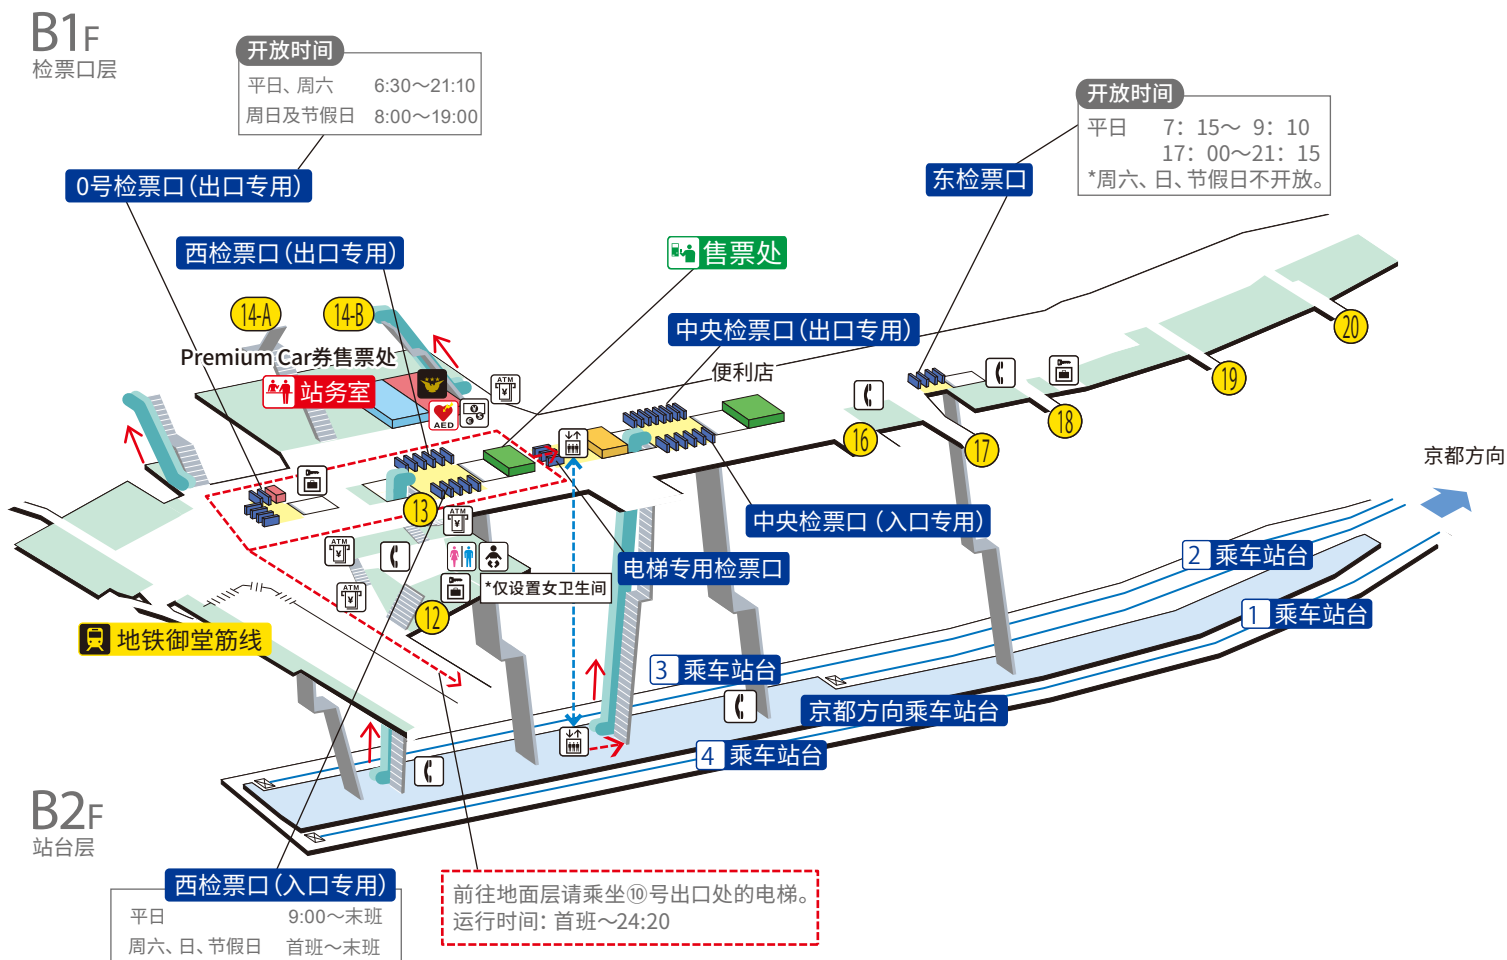 B1F
检票口层
开放时间
平日、周六 6:30～21:10
周日及节假日 8:00～19:00
开放时间
平日 7：15～ 9：10
17：00～21：15
*周六、日、节假日不开放。
0号检票口（出口专用）
东检票口
西检票口（出口专用）
售票处
14-A
14-B
中央检票口（出口专用）
20
Premium Car券售票处
便利店
19
站务室
ATM
¥
AED
18
16
17
京都方向
13
ATM
¥
中央检票口（入口专用）
ATM
¥
2 乘车站台
电梯专用检票口
*仅设置女卫生间
ATM
¥
12
1 乘车站台
地铁御堂筋线
3 乘车站台
京都方向乘车站台
4 乘车站台
B2F
站台层
西检票口（入口专用）
平日 9:00～末班
周六、日、节假日 首班～末班
前往地面层请乘坐⑩号出口处的电梯。
运行时间：首班～24:20